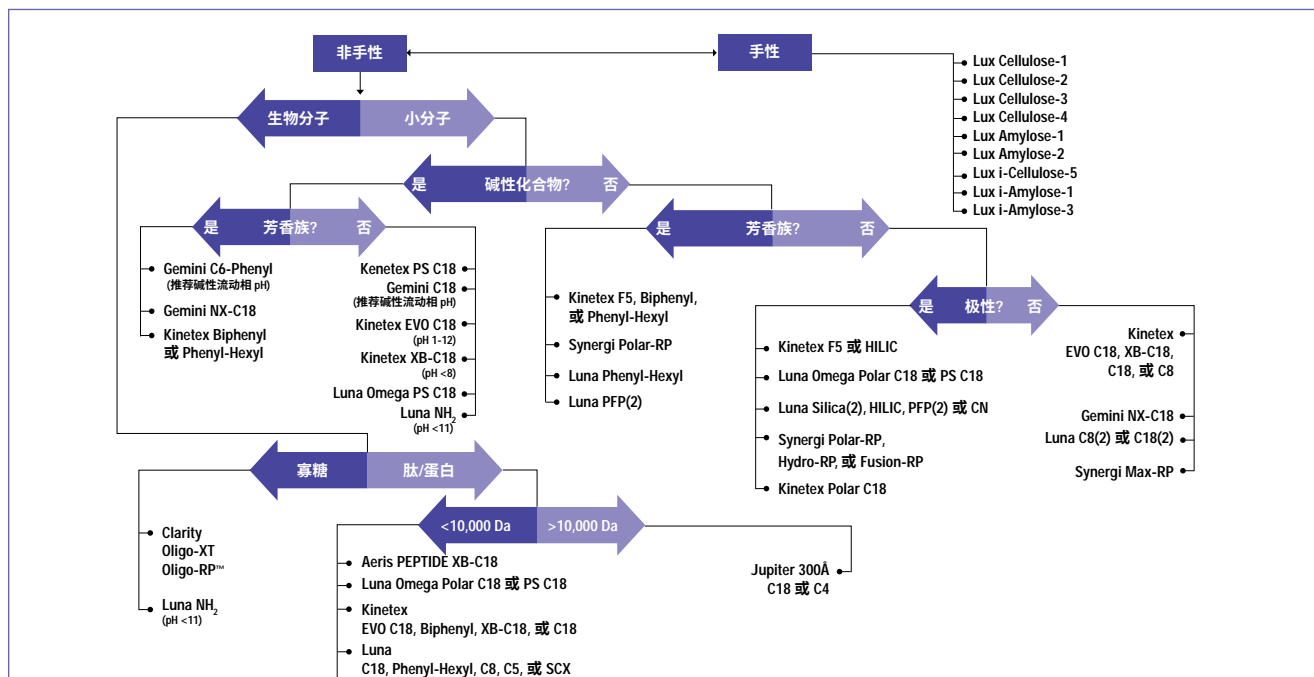 非手性
手性
Lux Cellulose-1
Lux Cellulose-2
Lux Cellulose-3
Lux Cellulose-4
Lux Amylose-1
Lux Amylose-2
Lux i-Cellulose-5
Lux i-Amylose-1
Lux i-Amylose-3
生物分子 小分子
是 碱性化合物? 否
是 芳香族? 否
Gemini C6-Phenyl
(推荐碱性流动相 pH)
Gemini NX-C18
Kinetex Biphenyl
或 Phenyl-Hexyl
Kenetex PS C18
Gemini C18
(推荐碱性流动相 pH)
Kinetex EVO C18
(pH 1-12)
Kinetex XB-C18
(pH <8)
Luna Omega PS C18
Luna NH₂
(pH <11)
是 芳香族? 否
Kinetex F5, Biphenyl,
或 Phenyl-Hexyl
Synergi Polar-RP
Luna Phenyl-Hexyl
Luna PFP(2)
是 极性? 否
Kinetex F5 或 HILIC
Luna Omega Polar C18 或 PS C18
Luna Silica(2), HILIC, PFP(2) 或 CN
Synergi Polar-RP,
Hydro-RP, 或 Fusion-RP
Kinetex Polar C18
Kinetex
EVO C18, XB-C18,
C18, 或 C8
Gemini NX-C18
Luna C8(2) 或 C18(2)
Synergi Max-RP
寡糖 肽/蛋白
Clarity
Oligo-XT
Oligo-RP™
Luna NH₂
(pH <11)
<10,000 Da >10,000 Da
Aeris PEPTIDE XB-C18
Luna Omega Polar C18 或 PS C18
Kinetex
EVO C18, Biphenyl, XB-C18, 或 C18
Luna
C18, Phenyl-Hexyl, C8, C5, 或 SCX
Jupiter 300Å
C18 或 C4